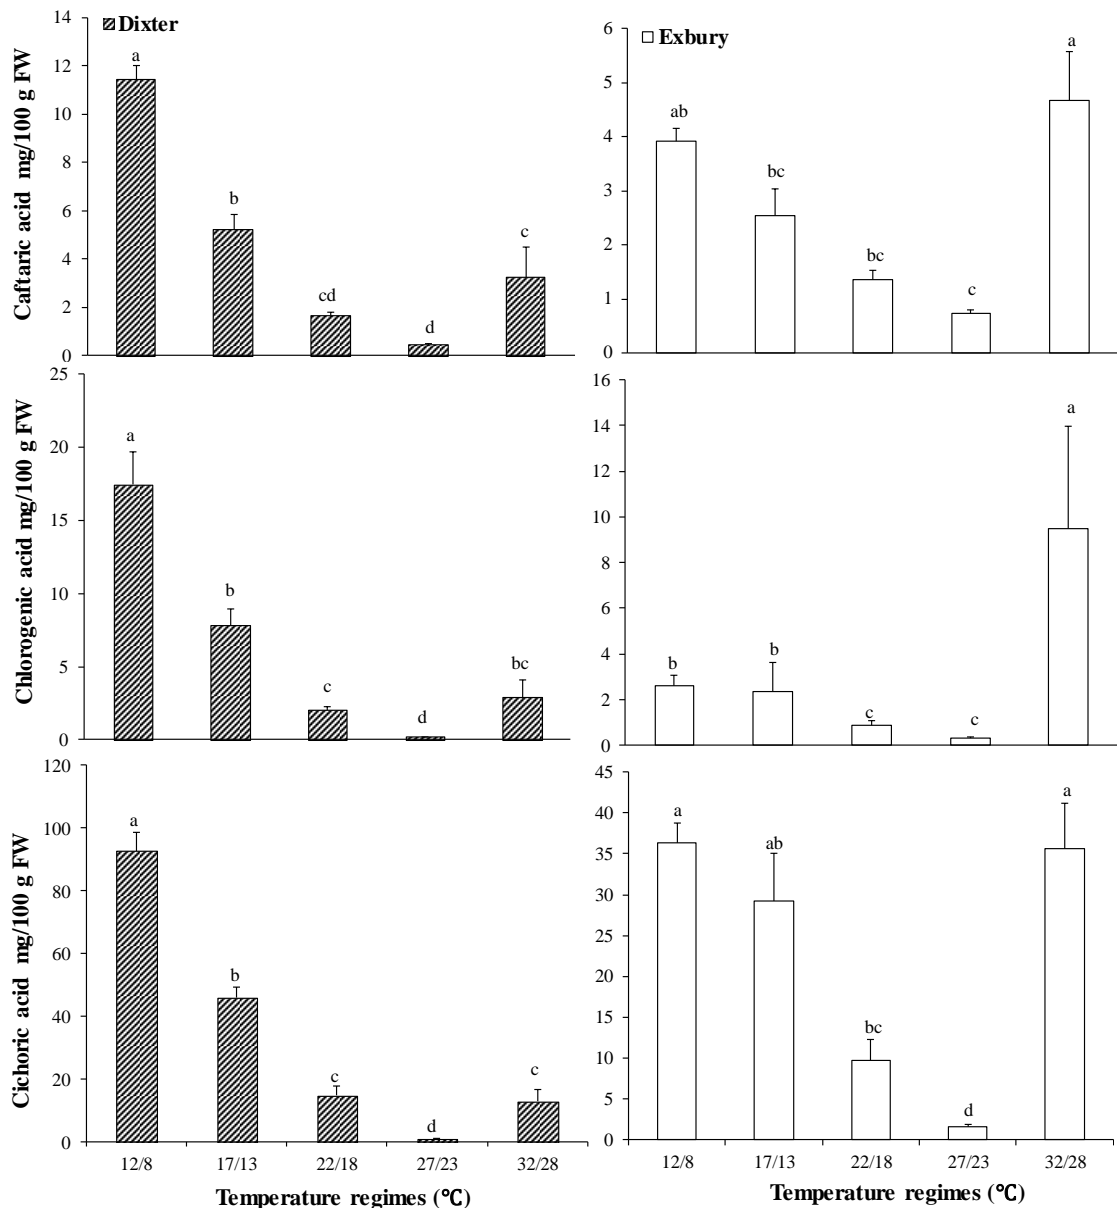 Dixter
Caftaric acid mg/100 g FW
14
12
10
8
6
4
2
0
a
b
cd
d
c
Exbury
6
5
4
3
2
1
0
ab
bc
bc
c
a
Chlorogenic acid mg/100 g FW
25
20
15
10
5
0
a
b
c
d
bc
16
14
12
10
8
6
4
2
0
b
b
c
c
a
Cichoric acid mg/100 g FW
120
100
80
60
40
20
0
a
b
c
d
c
12/8 17/13 22/18 27/23 32/28
Temperature regimes (℃)
45
40
35
30
25
20
15
10
5
0
a
ab
bc
d
a
12/8 17/13 22/18 27/23 32/28
Temperature regimes (℃)